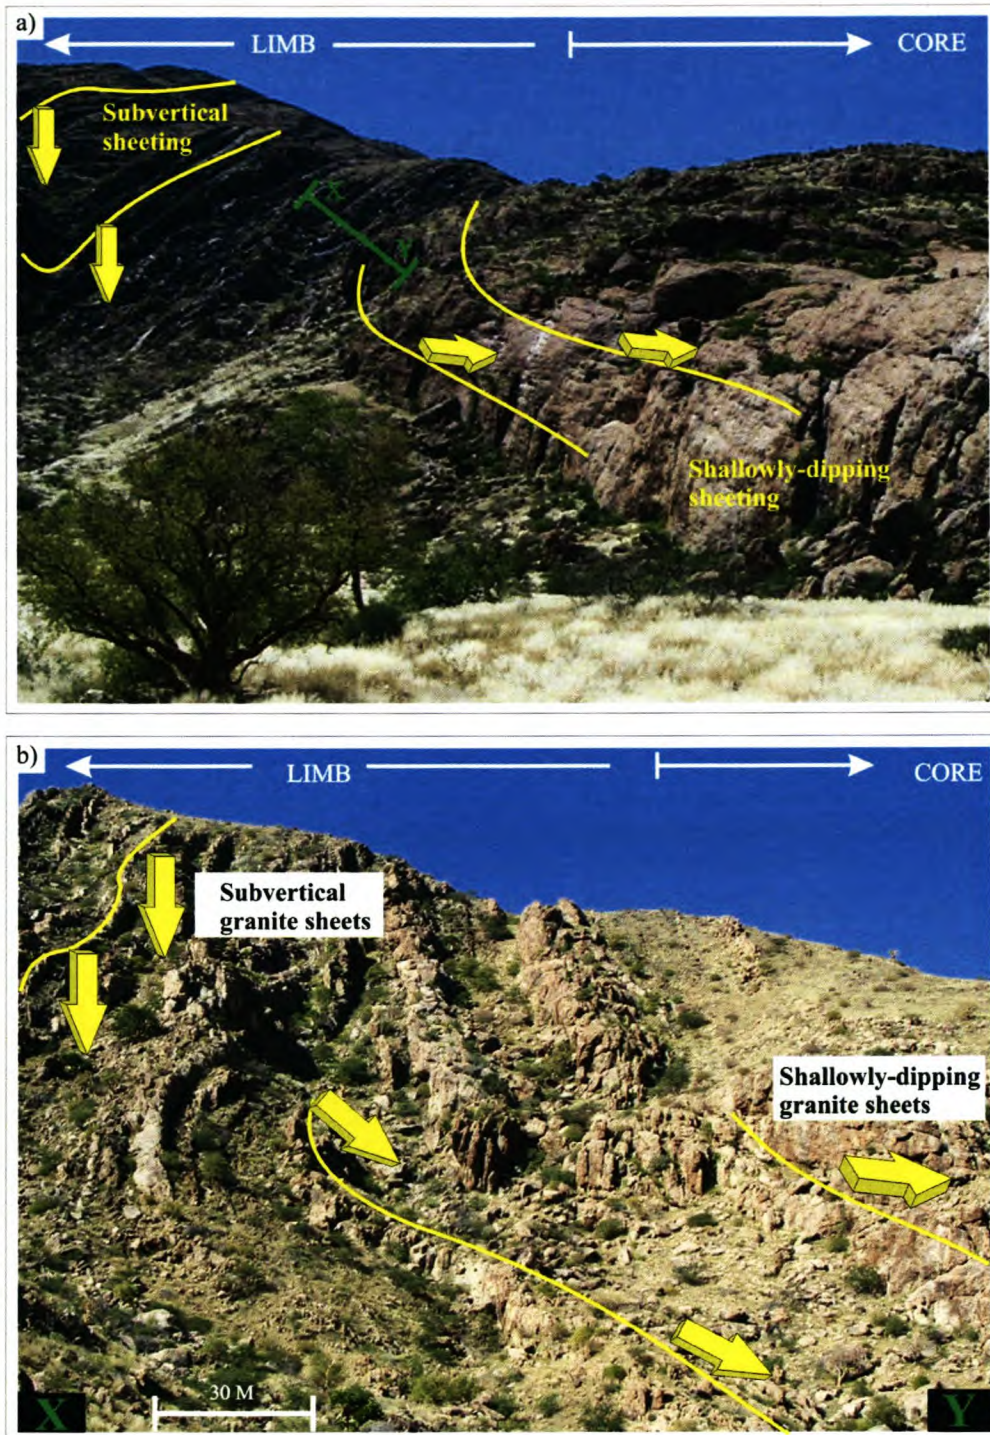 a)
LIMB
CORE
Subvertical
sheeting
X
Y
Shallowly-dipping
sheeting
b)
LIMB
CORE
Subvertical
granite sheets
Shallowly-dipping
granite sheets
30 M
X
Y